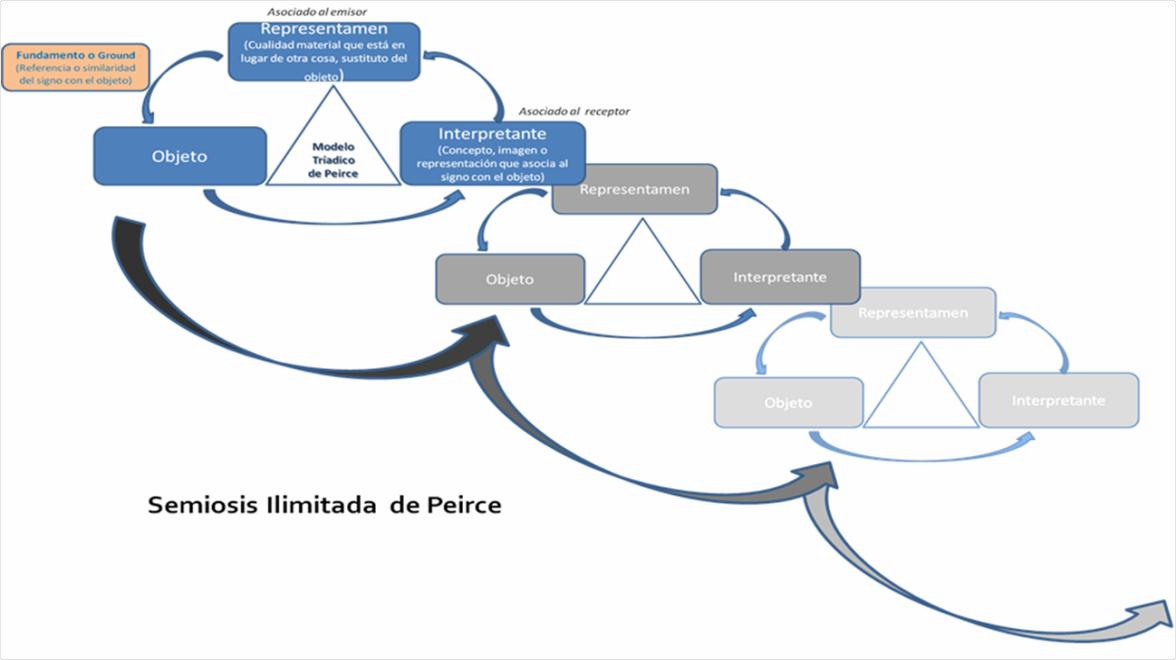 Asociado al emisor
Representamen
(Cualidad material que está en
lugar de otra cosa, sustituto del
objeto)
Fundamento o Ground
(Referencia o similaridad
del signo con el objeto)
Asociado al receptor
Objeto
Modelo
Tríadico
de Peirce
Interpretante
(Concepto, imagen o
representación que asocia al
signo con el objeto)
Representamen
Objeto
Interpretante
Representamen
Objeto
Interpretante
Semiosis Ilimitada de Peirce